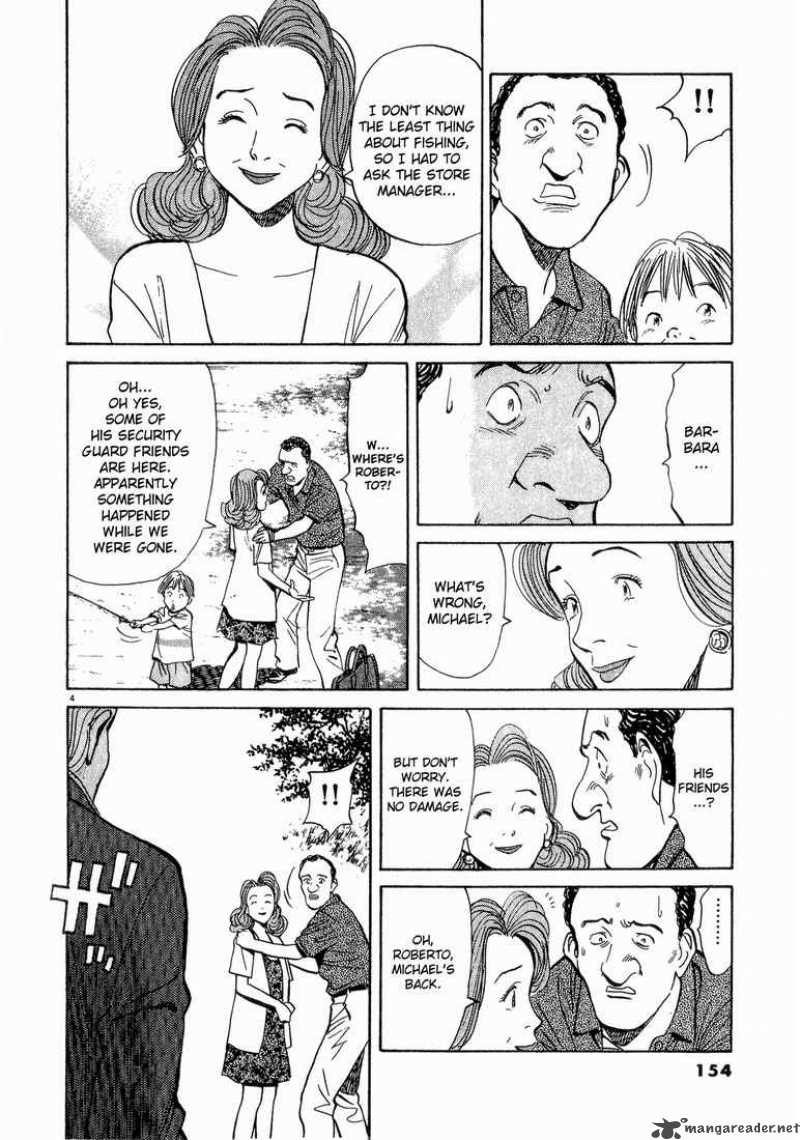 !!
I DON'T KNOW
THE LEAST THING
ABOUT FISHING,
SO I HAD TO
ASK THE STORE
MANAGER...
BAR-
BARA
...
WHAT'S
WRONG,
MICHAEL?
W...
WHERE'S
ROBER-
TO?!
OH...
OH YES,
SOME OF
HIS SECURITY
GUARD FRIENDS
ARE HERE.
APPARENTLY
SOMETHING
HAPPENED
WHILE WE
WERE GONE.
4
HIS
FRIENDS
...?
BUT DON'T
WORRY.
THERE WAS
NO DAMAGE.
........
OH,
ROBERTO,
MICHAEL'S
BACK.
!!
ザッ
154
mangareader.net